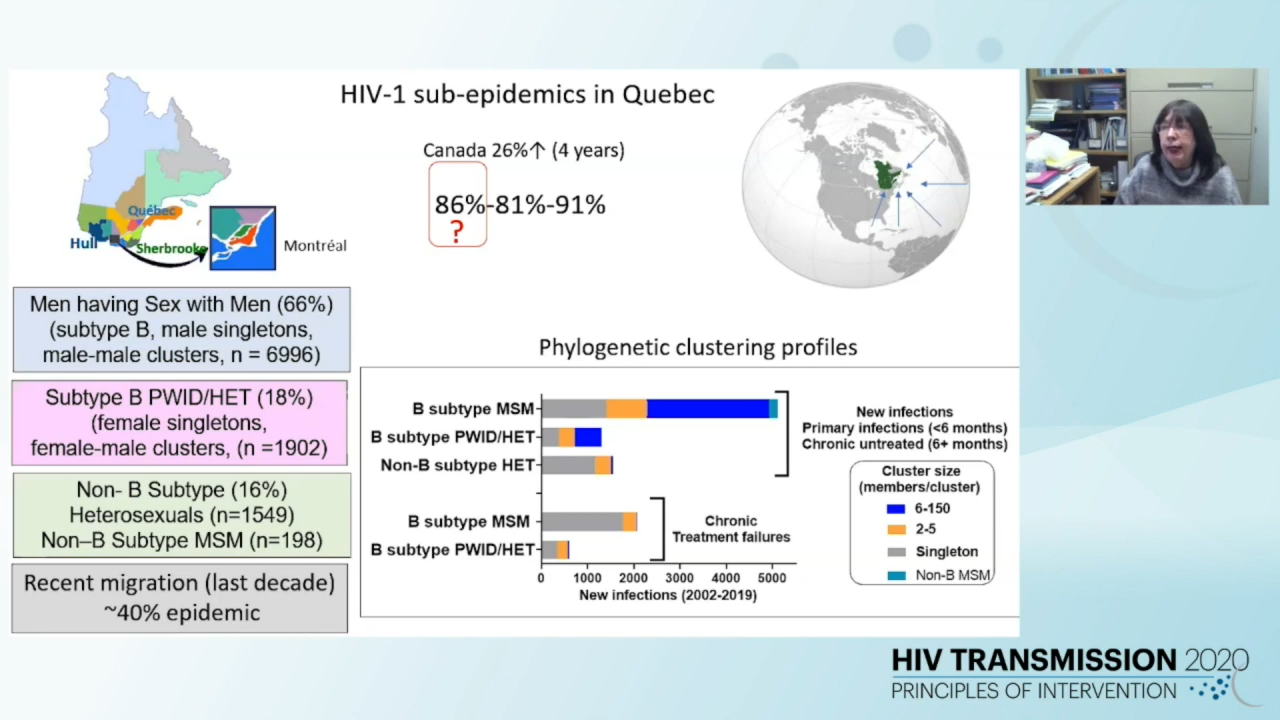 HIV-1 sub-epidemics in Quebec
Canada 26%↑ (4 years)
86%-81%-91%
?
Québec
Hull
Sherbrooke
Montréal
Men having Sex with Men (66%)
(subtype B, male singletons,
male-male clusters, n = 6996)
Subtype B PWID/HET (18%)
(female singletons,
female-male clusters, (n =1902)
Non- B Subtype (16%)
Heterosexuals (n=1549)
Non–B Subtype MSM (n=198)
Recent migration (last decade)
~40% epidemic
Phylogenetic clustering profiles
B subtype MSM
B subtype PWID/HET
Non-B subtype HET
B subtype MSM
B subtype PWID/HET
0 1000 2000 3000 4000 5000
New infections (2002-2019)
Chronic
Treatment failures
New infections
Primary infections (<6 months)
Chronic untreated (6+ months)
Cluster size
(members/cluster)
6-150
2-5
Singleton
Non-B MSM
HIV TRANSMISSION 2020
PRINCIPLES OF INTERVENTION